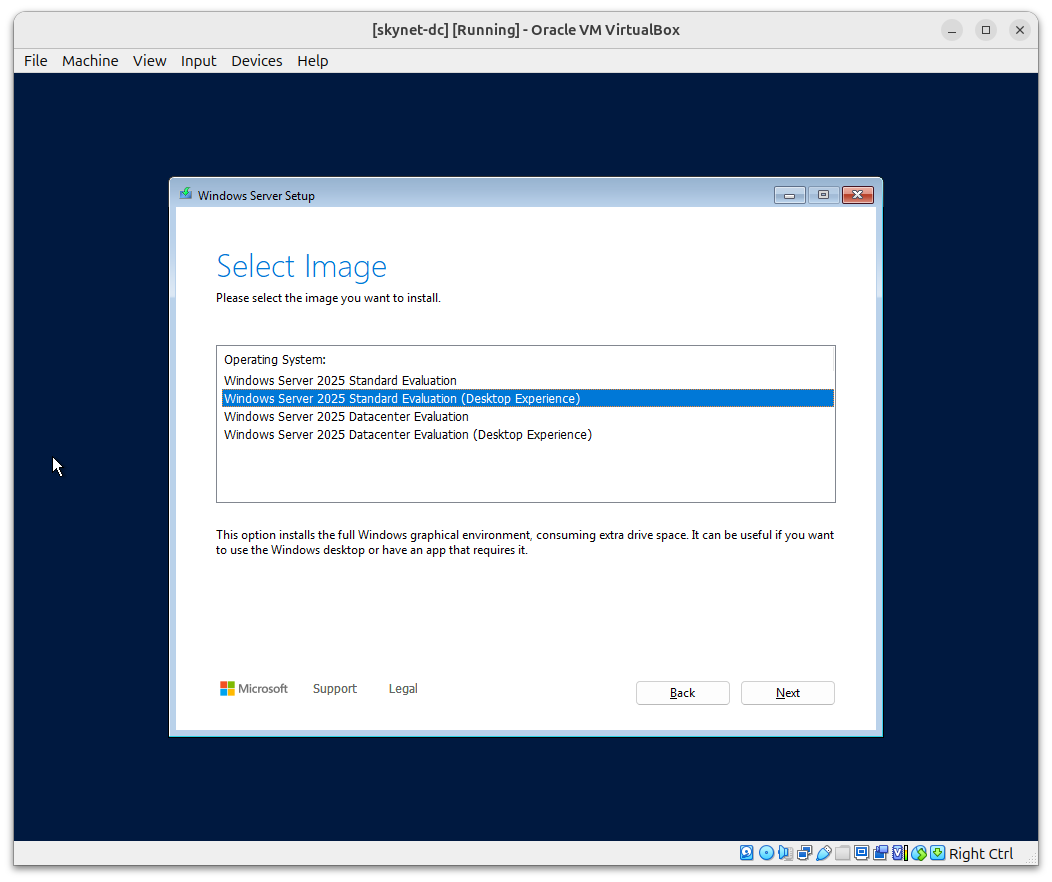 [skynet-dc] [Running] - Oracle VM VirtualBox
File Machine View Input Devices Help
Windows Server Setup
Select Image
Please select the image you want to install.
Operating System:
Windows Server 2025 Standard Evaluation
Windows Server 2025 Standard Evaluation (Desktop Experience)
Windows Server 2025 Datacenter Evaluation
Windows Server 2025 Datacenter Evaluation (Desktop Experience)
This option installs the full Windows graphical environment, consuming extra drive space. It can be useful if you want
to use the Windows desktop or have an app that requires it.
Microsoft Support Legal Back Next
Right Ctrl